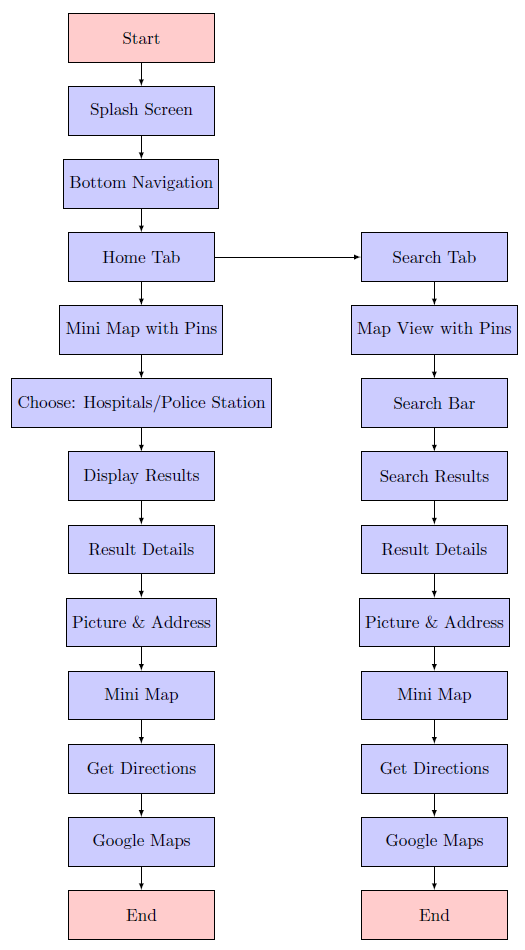 Start
Splash Screen
Bottom Navigation
Home Tab
Mini Map with Pins
Choose: Hospitals/Police Station
Display Results
Result Details
Picture & Address
Mini Map
Get Directions
Google Maps
End
Search Tab
Map View with Pins
Search Bar
Search Results
Result Details
Picture & Address
Mini Map
Get Directions
Google Maps
End